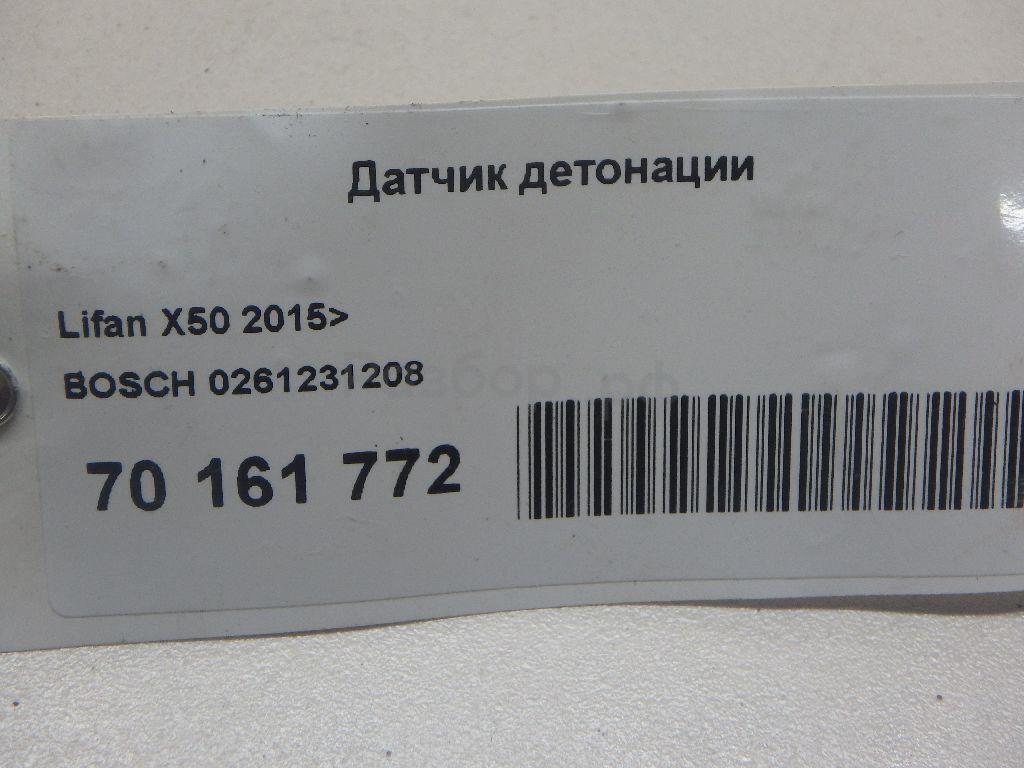 Датчик детонации
Lifan X50 2015>
BOSCH 0261231208
70 161 772